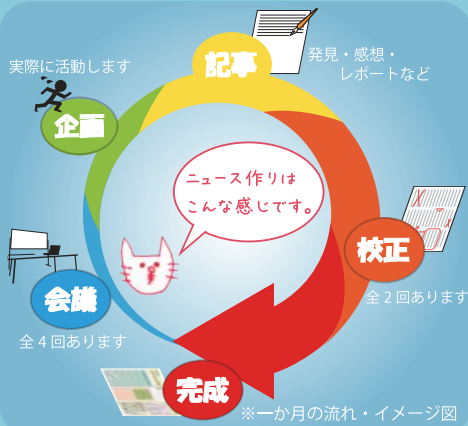 記事
発見・感想・
レポートなど
実際に活動します
企画
ニュース作りは
こんな感じです。
校正
全2回あります
会議
全4回あります
完成
※一か月の流れ・イメージ図